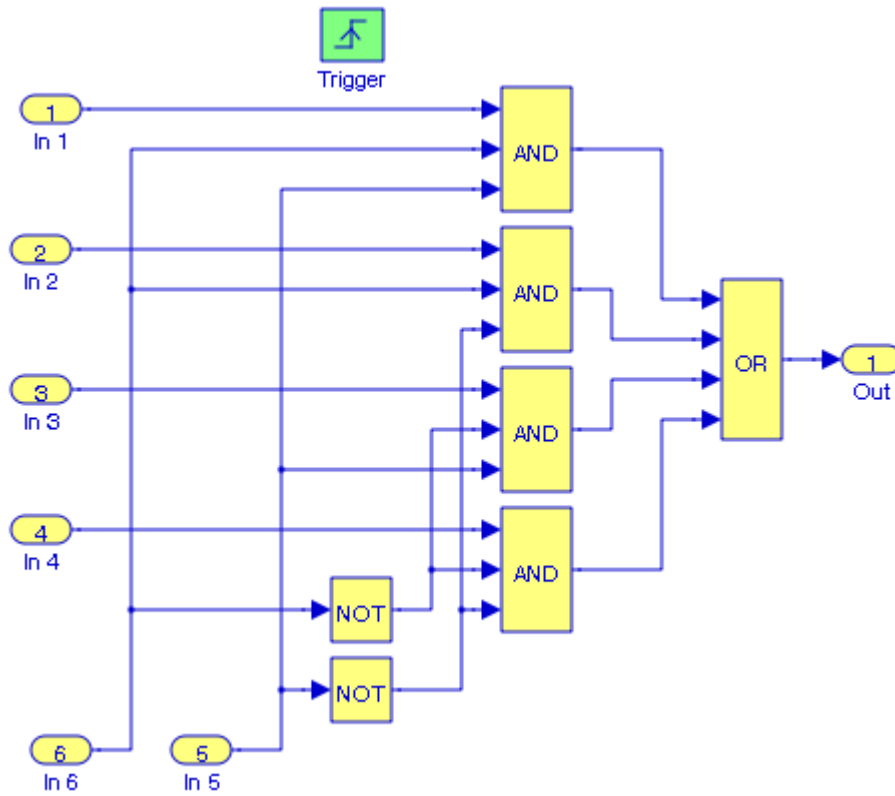 Trigger
1
In 1
AND
2
In 2
AND
OR
1
Out
3
In 3
AND
4
In 4
AND
NOT
NOT
6
In 6
5
In 5